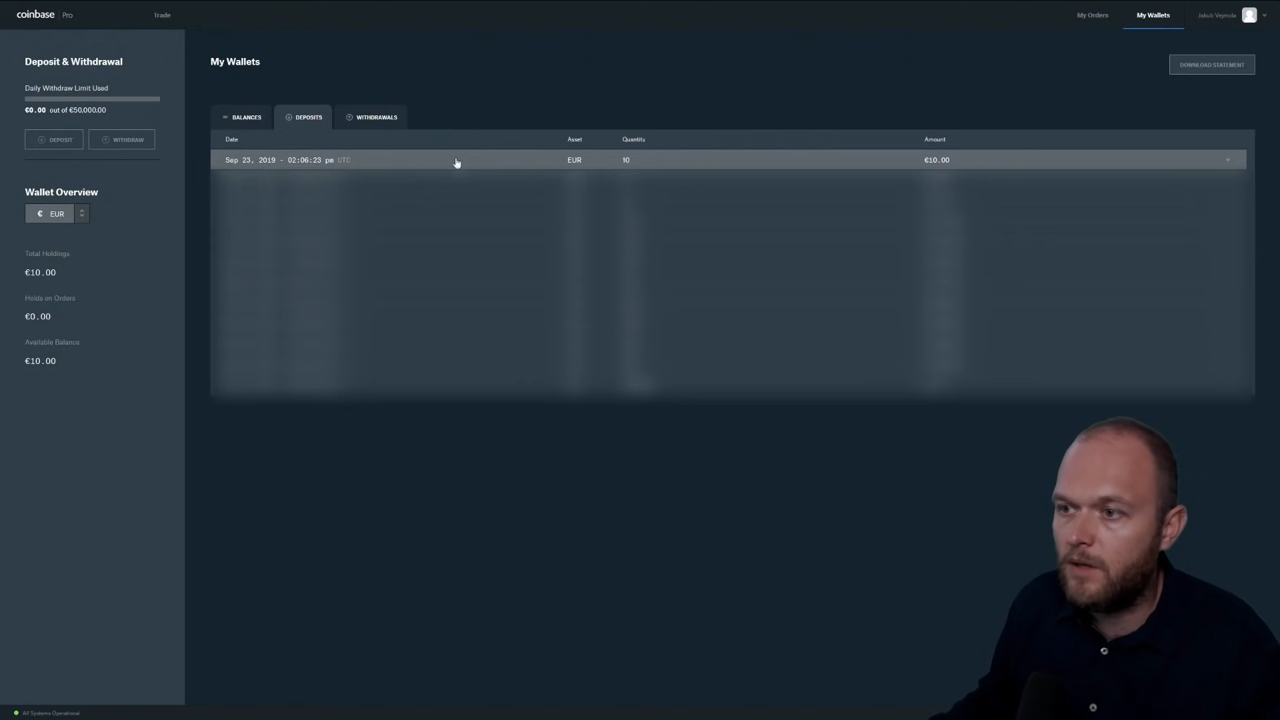 coinbase | Pro
Trade
My Orders
My Wallets
Jakub Vejmola
Deposit & Withdrawal
Daily Withdraw Limit Used
€0.00 out of €50,000.00
DEPOSIT
WITHDRAW
Wallet Overview
€ EUR
Total Holdings
€10.00
Holds on Orders
€0.00
Available Balance
€10.00
My Wallets
DOWNLOAD STATEMENT
BALANCES
DEPOSITS
WITHDRAWALS
Date Asset Quantity Amount
Sep 23, 2019 - 02:06:23 pm UTC EUR 10 €10.00
All Systems Operational